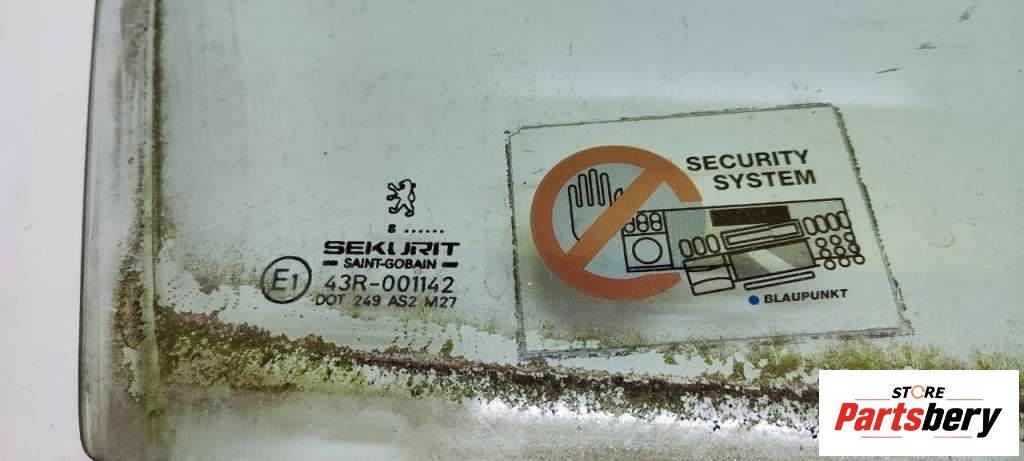 8 ......
SEKURIT
SAINT-GOBAIN
E1
43R-001142
DOT 249 AS2 M27
SECURITY
SYSTEM
BLAUPUNKT
STORE
Partsbery